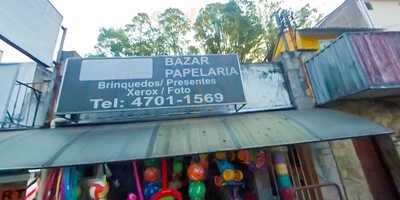 BAZAR
PAPELARIA
Brinquedos/Presentes
Xerox / Foto
Tel: 4701-1569